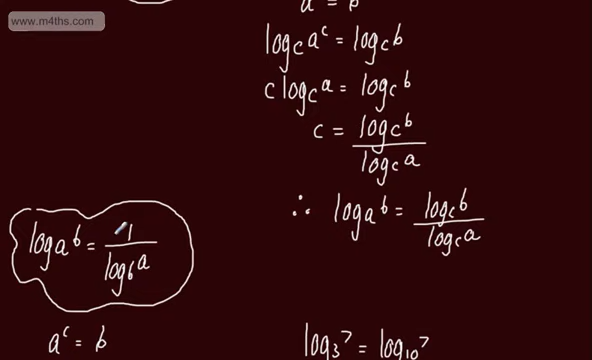 www.m4ths.com
a^c = b
log_c a^c = log_c b
c log_c a = log_c b
c = log_c b / log_c a
∴ log_a b = log_c b / log_c a
log_a b = 1 / log_b a
a^c = b
log_3 7 = log_10 7